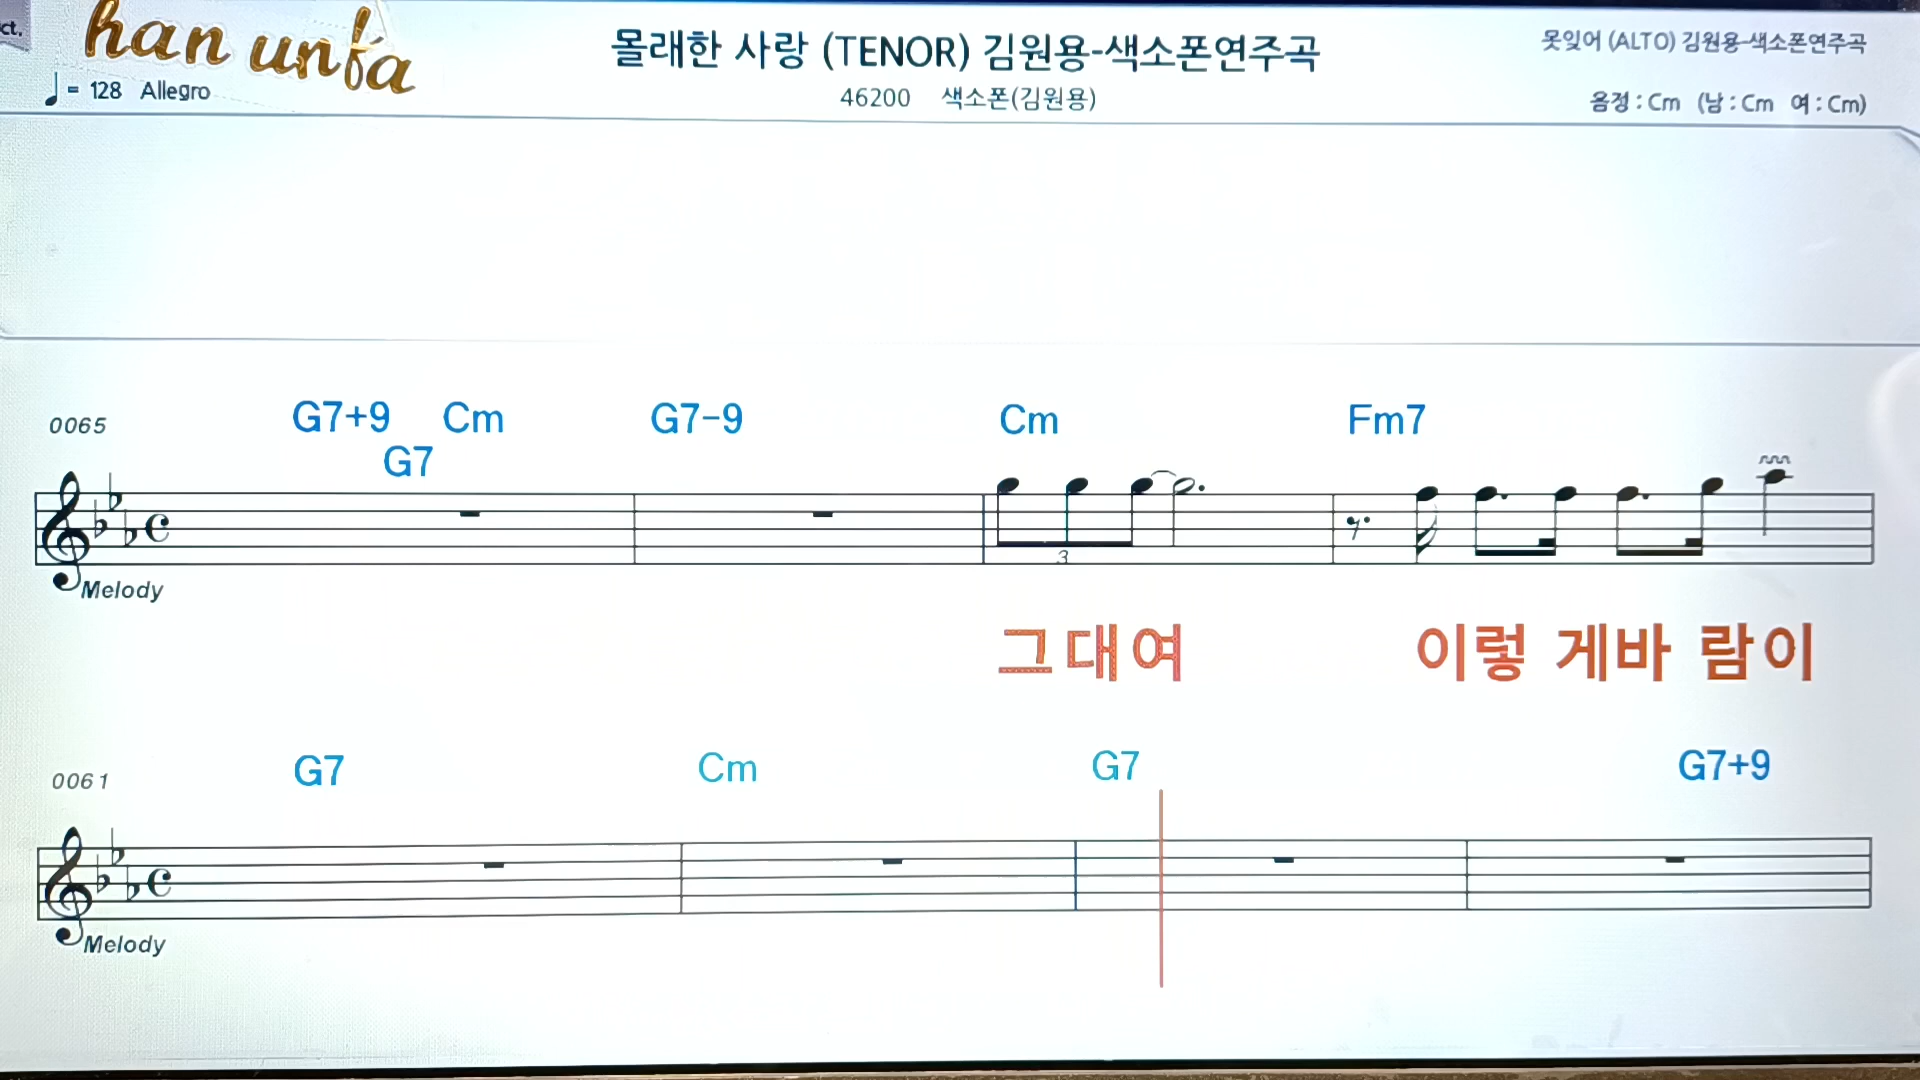 ct.
han unfa
♩= 128 Allegro
몰래한 사랑 (TENOR) 김원용-색소폰연주곡
46200 색소폰(김원용)
못잊어 (ALTO) 김원용-색소폰연주곡
음정 : Cm (남 : Cm 여 : Cm)
0065 G7+9 Cm G7-9 Cm Fm7
G7
3
Melody
그대여 이렇 게바 람이
0061 G7 Cm G7 G7+9
Melody